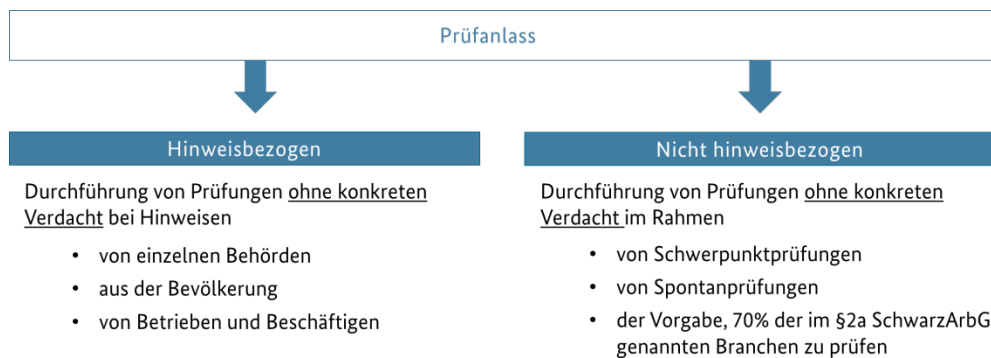 Prüfanlass
Hinweisbezogen
Durchführung von Prüfungen ohne konkreten
Verdacht bei Hinweisen
• von einzelnen Behörden
• aus der Bevölkerung
• von Betrieben und Beschäftigen
Nicht hinweisbezogen
Durchführung von Prüfungen ohne konkreten
Verdacht im Rahmen
• von Schwerpunktprüfungen
• von Spontanprüfungen
• der Vorgabe, 70% der im §2a SchwarzArbG
genannten Branchen zu prüfen